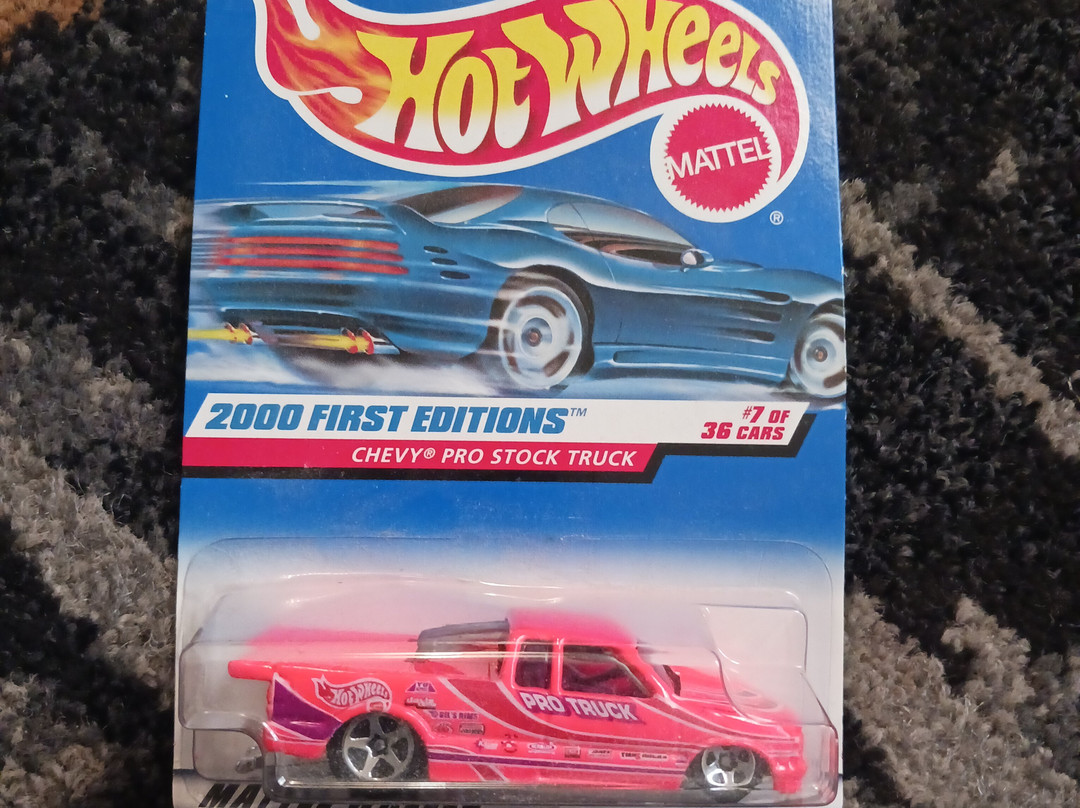 HOT WHEELS
MATTEL
®
2000 FIRST EDITIONS™
#7 OF
36 CARS
CHEVY® PRO STOCK TRUCK
HOT WHEELS
PRO TRUCK